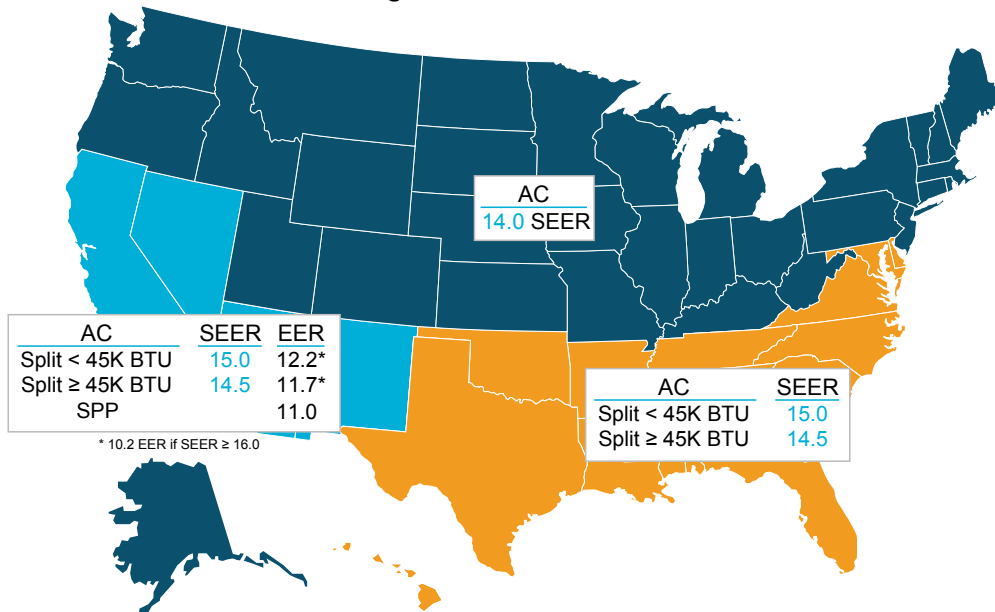 AC
14.0 SEER
AC SEER EER
Split < 45K BTU 15.0 12.2*
Split ≥ 45K BTU 14.5 11.7*
SPP 11.0
* 10.2 EER if SEER ≥ 16.0
AC SEER
Split < 45K BTU 15.0
Split ≥ 45K BTU 14.5